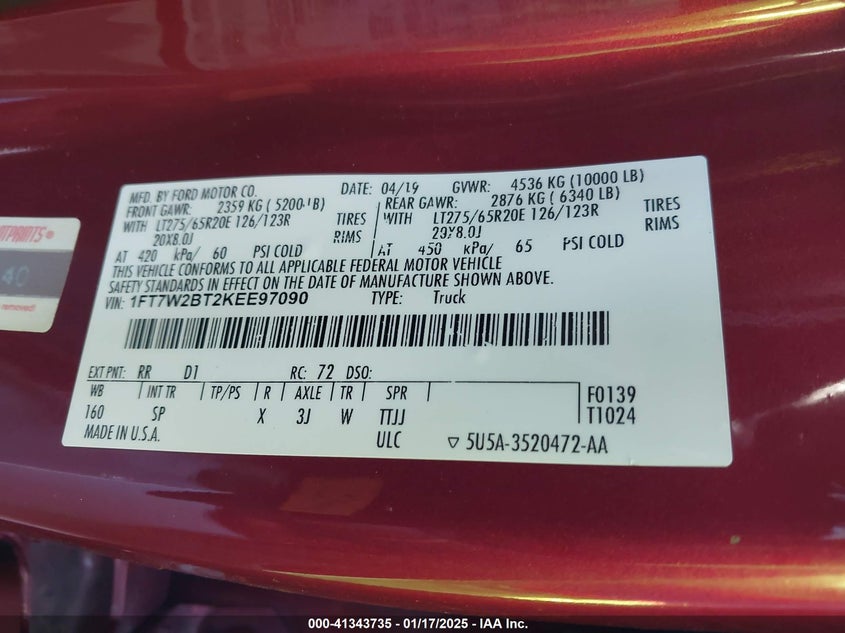 MFD. BY FORD MOTOR CO. DATE: 04/19 GVWR: 4536 KG (10000 LB)
FRONT GAWR: 2359 KG ( 5200 LB) REAR GAWR: 2876 KG ( 6340 LB)
WITH LT275/65R20E 126/123R TIRES WITH LT275/65R20E 126/123R TIRES
20X8.0J RIMS 20X8.0J RIMS
AT 420 kPa/ 60 PSI COLD AT 450 kPa/ 65 PSI COLD
THIS VEHICLE CONFORMS TO ALL APPLICABLE FEDERAL MOTOR VEHICLE
SAFETY STANDARDS IN EFFECT ON THE DATE OF MANUFACTURE SHOWN ABOVE.
VIN: 1FT7W2BT2KEE97090 TYPE: Truck
EXT PNT: RR D1 RC: 72 DSO:
WB INT TR TP/PS R AXLE TR SPR F0139
160 SP X 3J W TTJJ T1024
MADE IN U.S.A. ULC 5U5A-3520472-AA
40
removed!
000-41343735 - 01/17/2025 - IAA Inc.